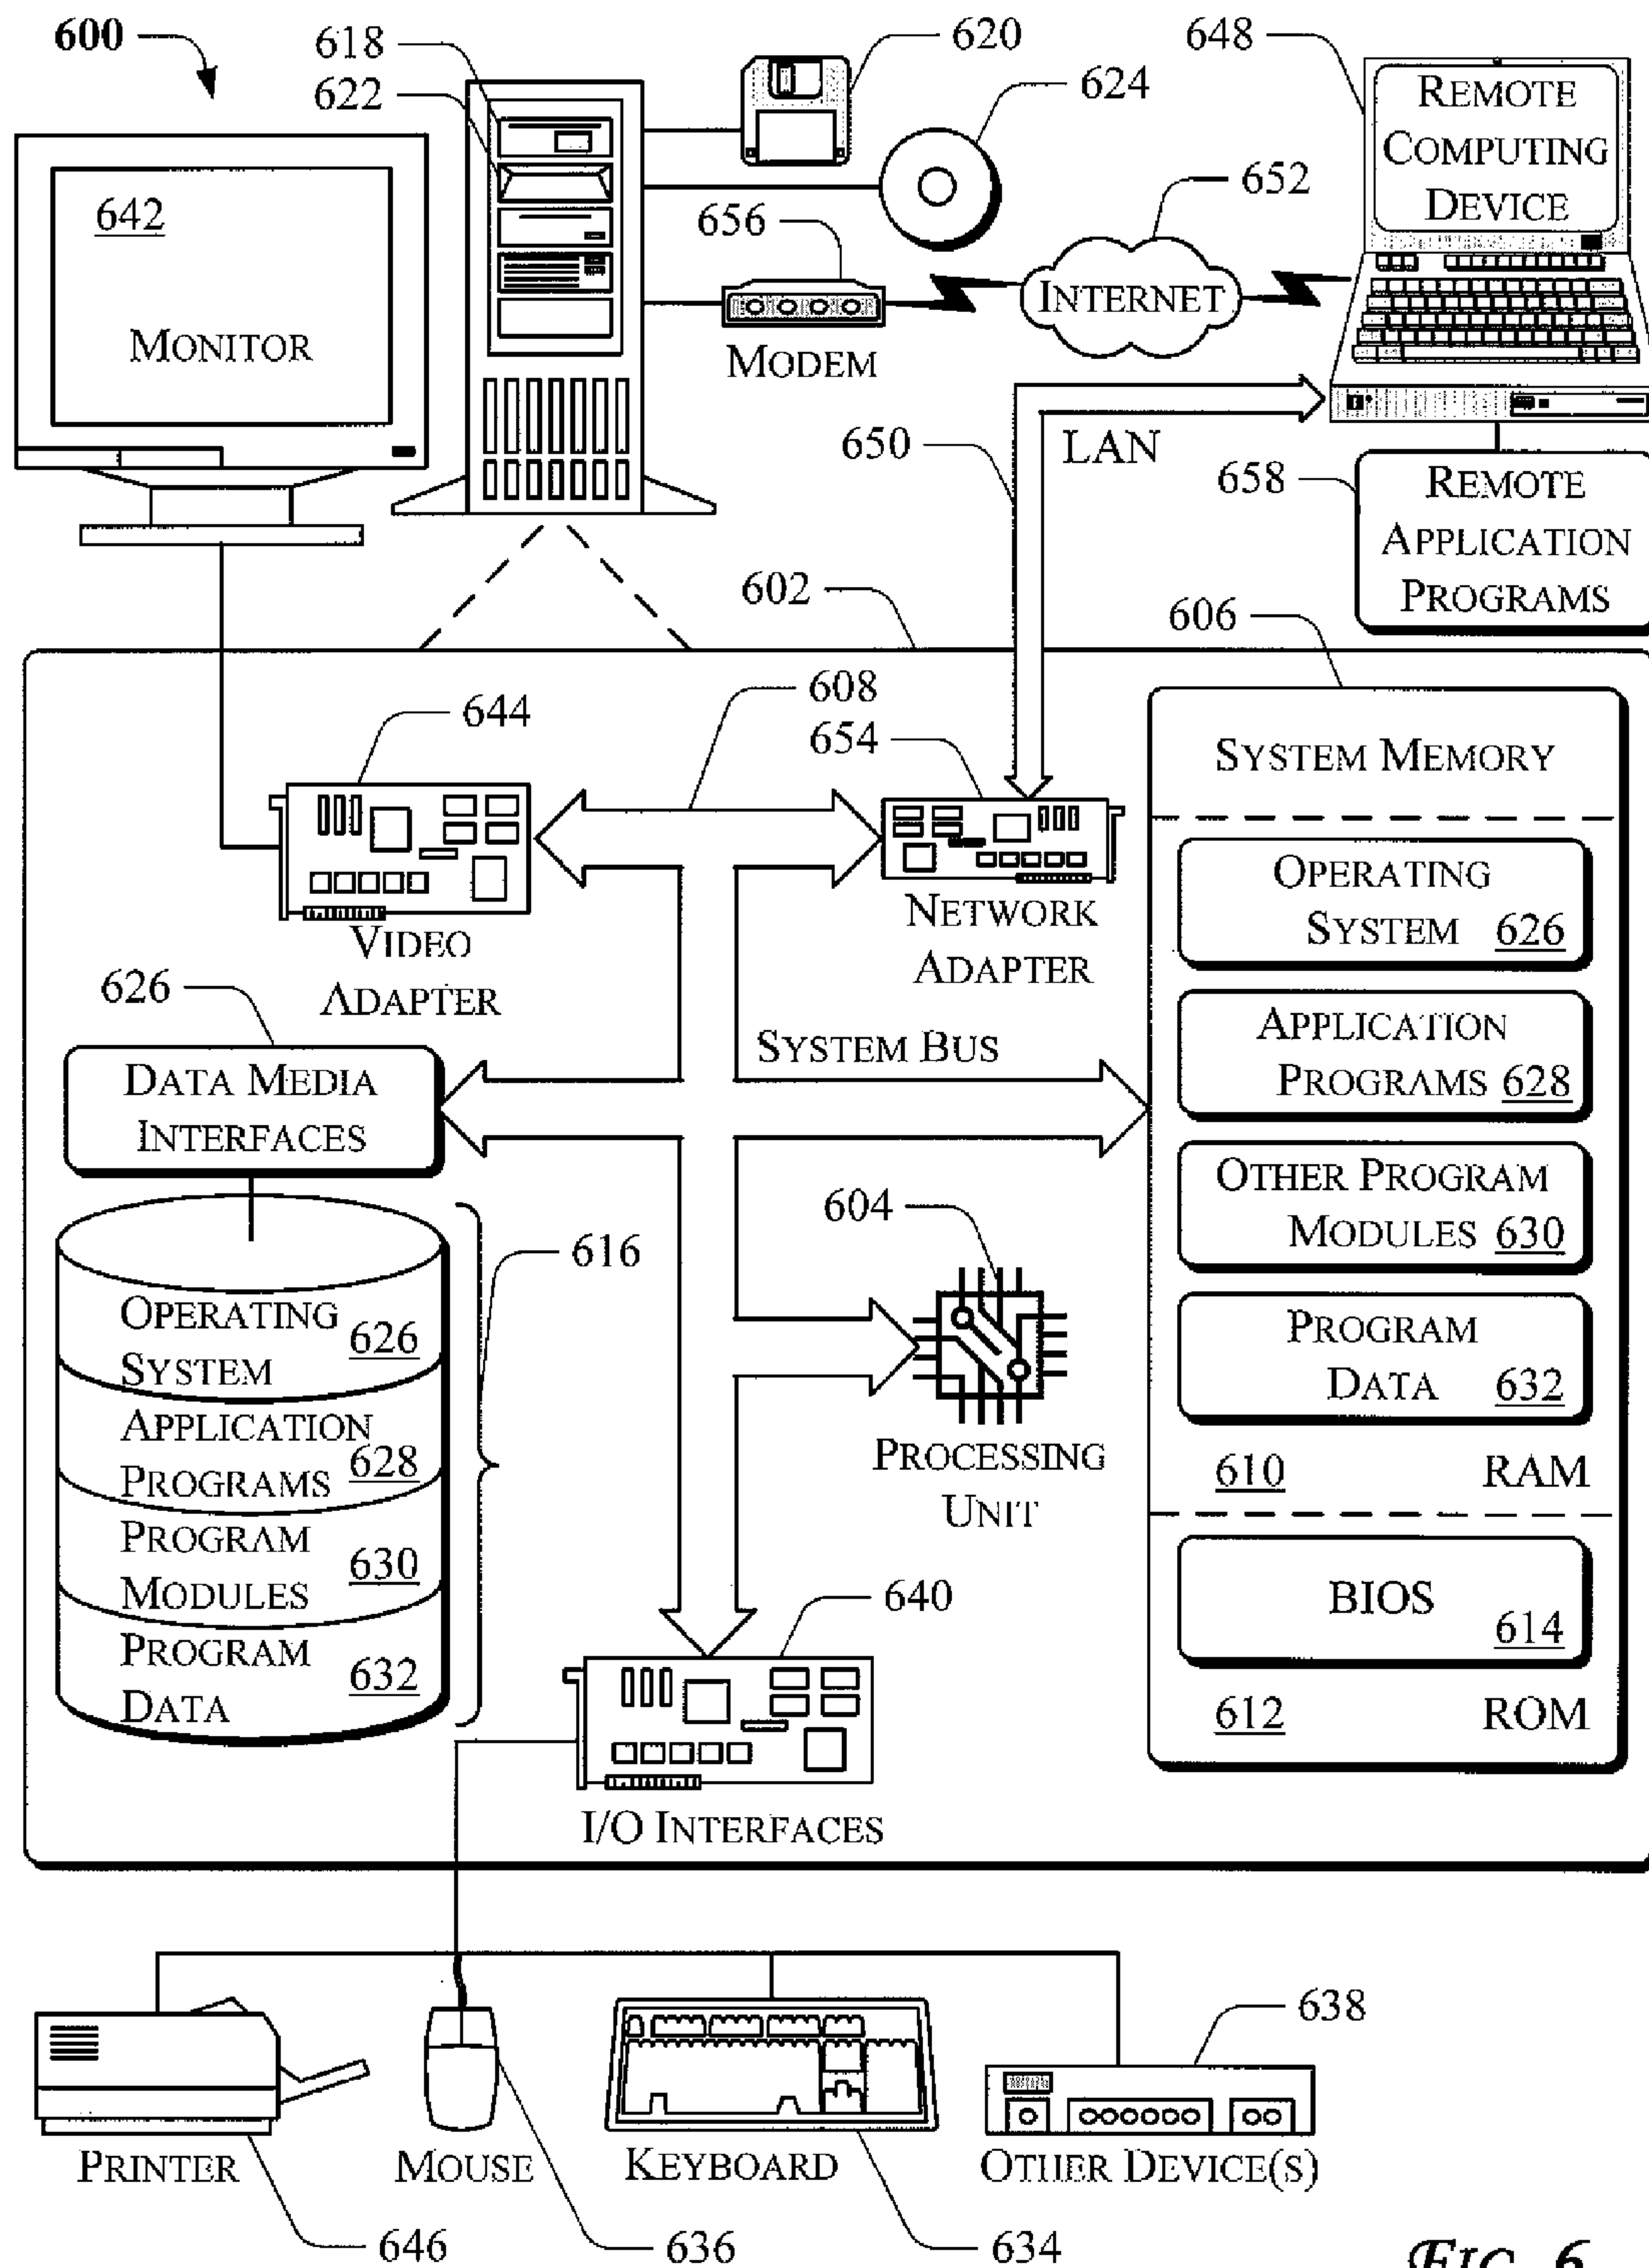 600
618
622
620
624
648
REMOTE
COMPUTING
DEVICE
642
MONITOR
656
MODEM
652
INTERNET
650
LAN
658
REMOTE
APPLICATION
PROGRAMS
602
606
644
608
654
VIDEO
ADAPTER
NETWORK
ADAPTER
SYSTEM MEMORY
OPERATING
SYSTEM 626
APPLICATION
PROGRAMS 628
OTHER PROGRAM
MODULES 630
PROGRAM
DATA 632
610 RAM
BIOS
614
612 ROM
626
DATA MEDIA
INTERFACES
SYSTEM BUS
616
OPERATING
SYSTEM 626
APPLICATION
PROGRAMS 628
PROGRAM
MODULES 630
PROGRAM
DATA 632
604
PROCESSING
UNIT
640
I/O INTERFACES
638
PRINTER
MOUSE
KEYBOARD
OTHER DEVICE(S)
646
636
634
FIG. 6